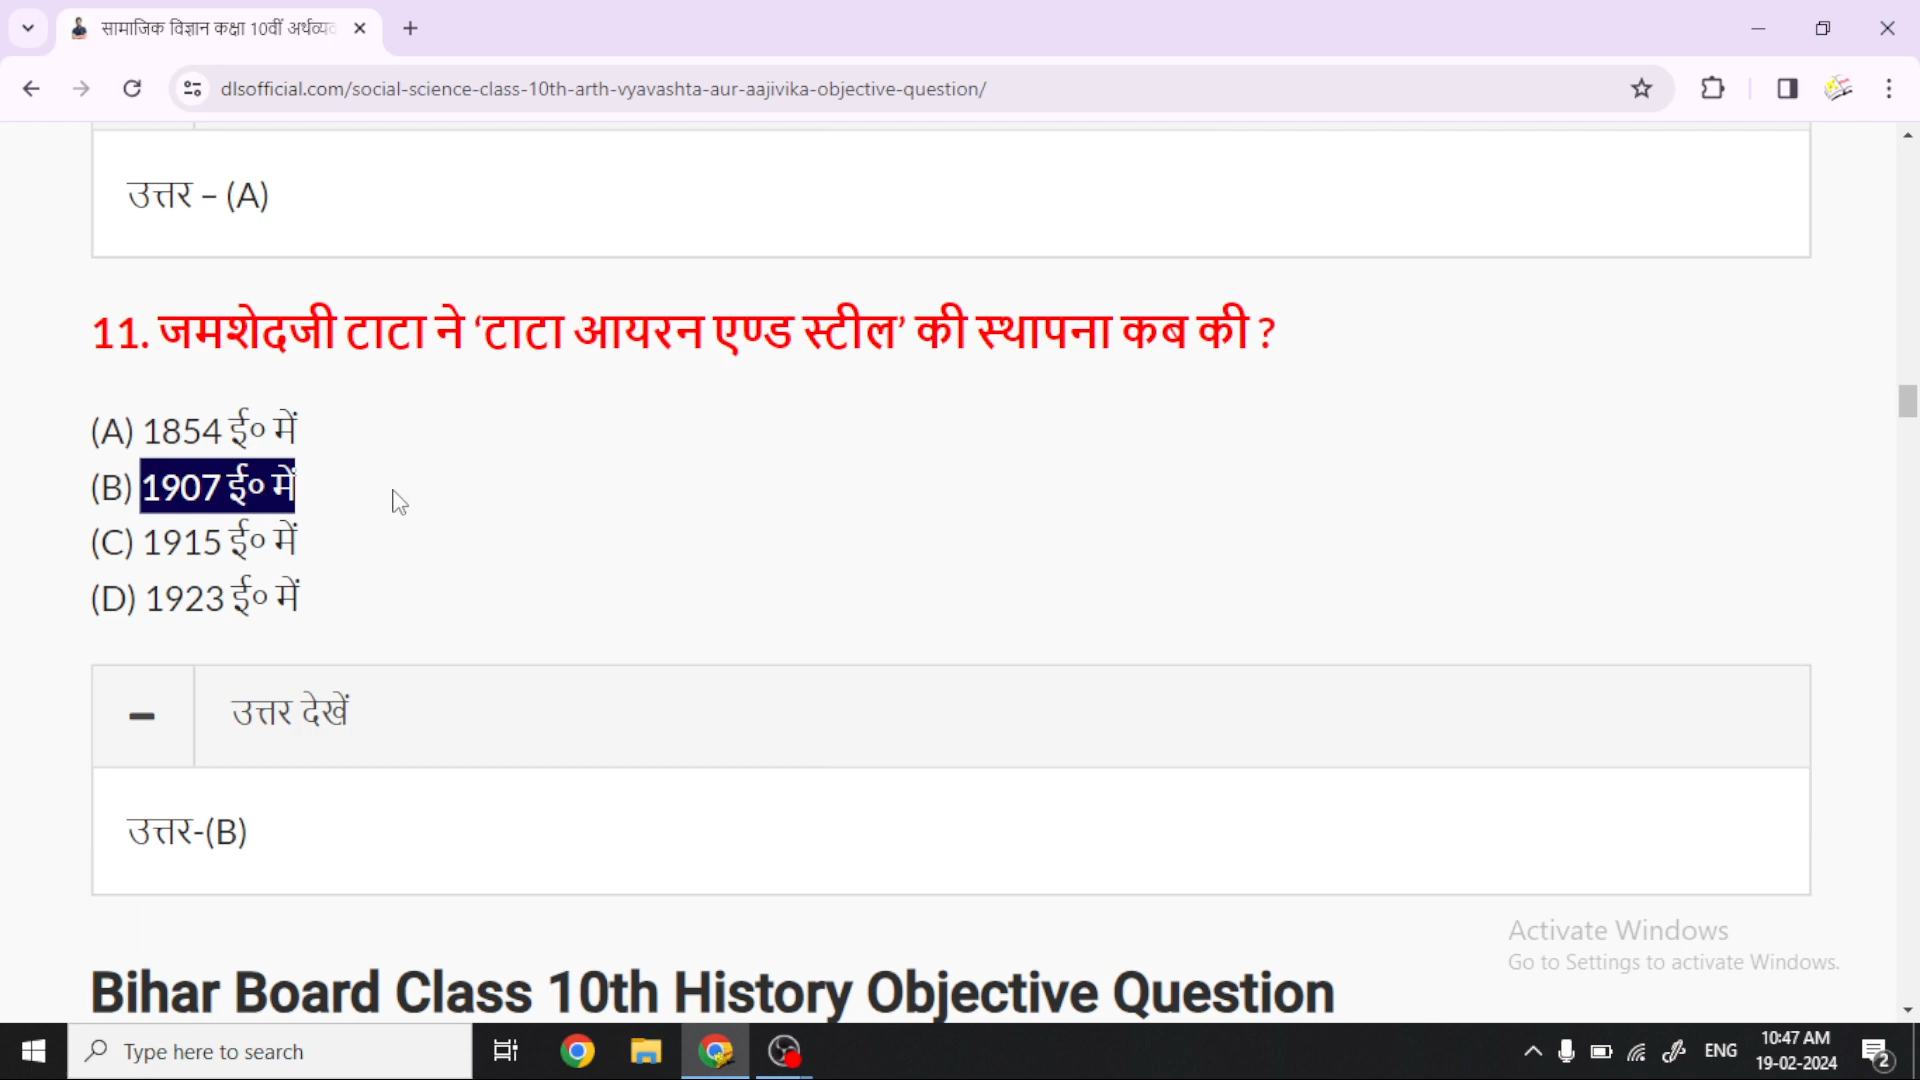 सामाजिक विज्ञान कक्षा 10वीं अर्थव्यव
dlsofficial.com/social-science-class-10th-arth-vyavashta-aur-aajivika-objective-question/
उत्तर – (A)
11. जमशेदजी टाटा ने ‘टाटा आयरन एण्ड स्टील’ की स्थापना कब की ?
(A) 1854 ई० में
(B) 1907 ई० में
(C) 1915 ई० में
(D) 1923 ई० में
उत्तर देखें
उत्तर-(B)
Activate Windows
Go to Settings to activate Windows.
Bihar Board Class 10th History Objective Question
Type here to search
ENG
10:47 AM
19-02-2024
2